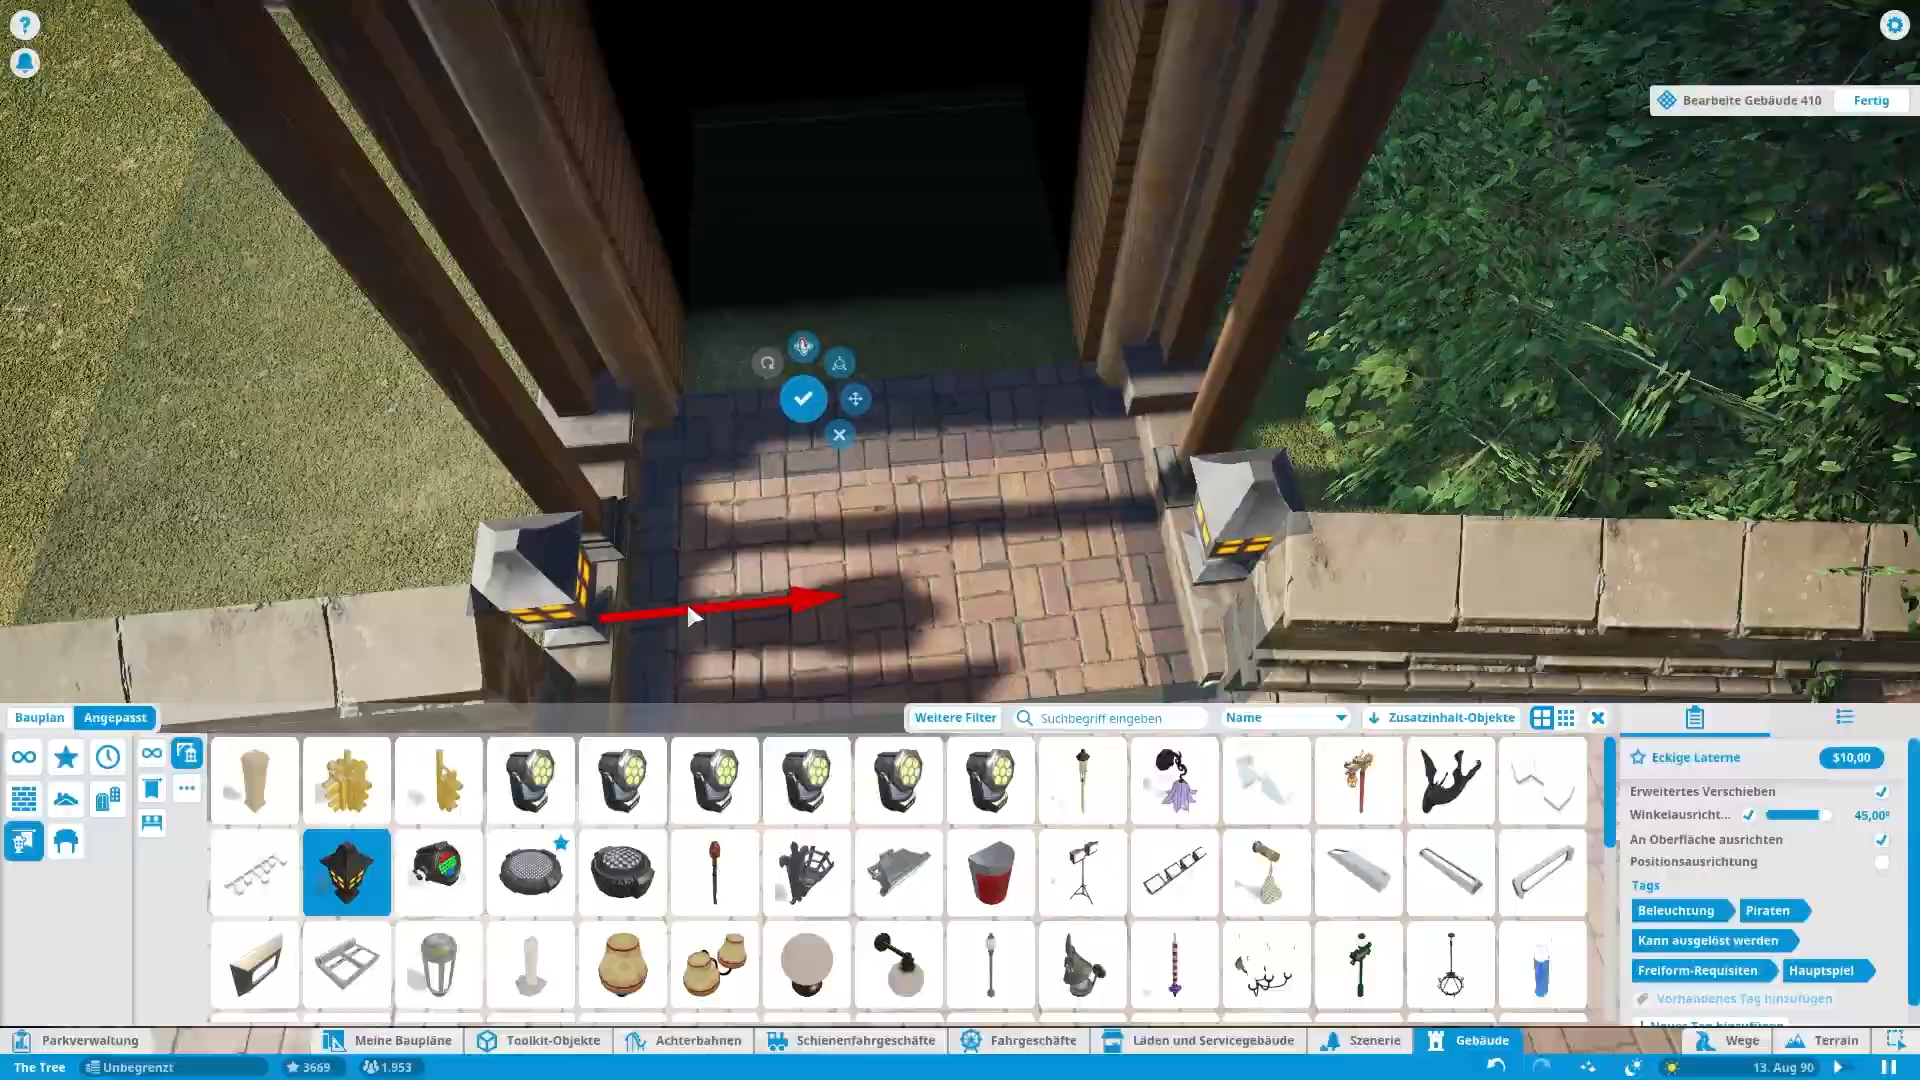 Bearbeite Gebäude 410
Fertig
Bauplan
Angepasst
Weitere Filter
Suchbegriff eingeben
Name
Zusatzinhalt-Objekte
Eckige Laterne
$10,00
Erweitertes Verschieben
Winkelausricht...
45,00°
An Oberfläche ausrichten
Positionsausrichtung
Tags
Beleuchtung
Piraten
Kann ausgelöst werden
Freiform-Requisiten
Hauptspiel
Vorhandenes Tag hinzufügen
Neues Tag hinzufügen
Parkverwaltung
Meine Baupläne
Toolkit-Objekte
Achterbahnen
Schienenfahrgeschäfte
Fahrgeschäfte
Läden und Servicegebäude
Szenerie
Gebäude
Wege
Terrain
The Tree
Unbegrenzt
3669
1.953
13. Aug 90